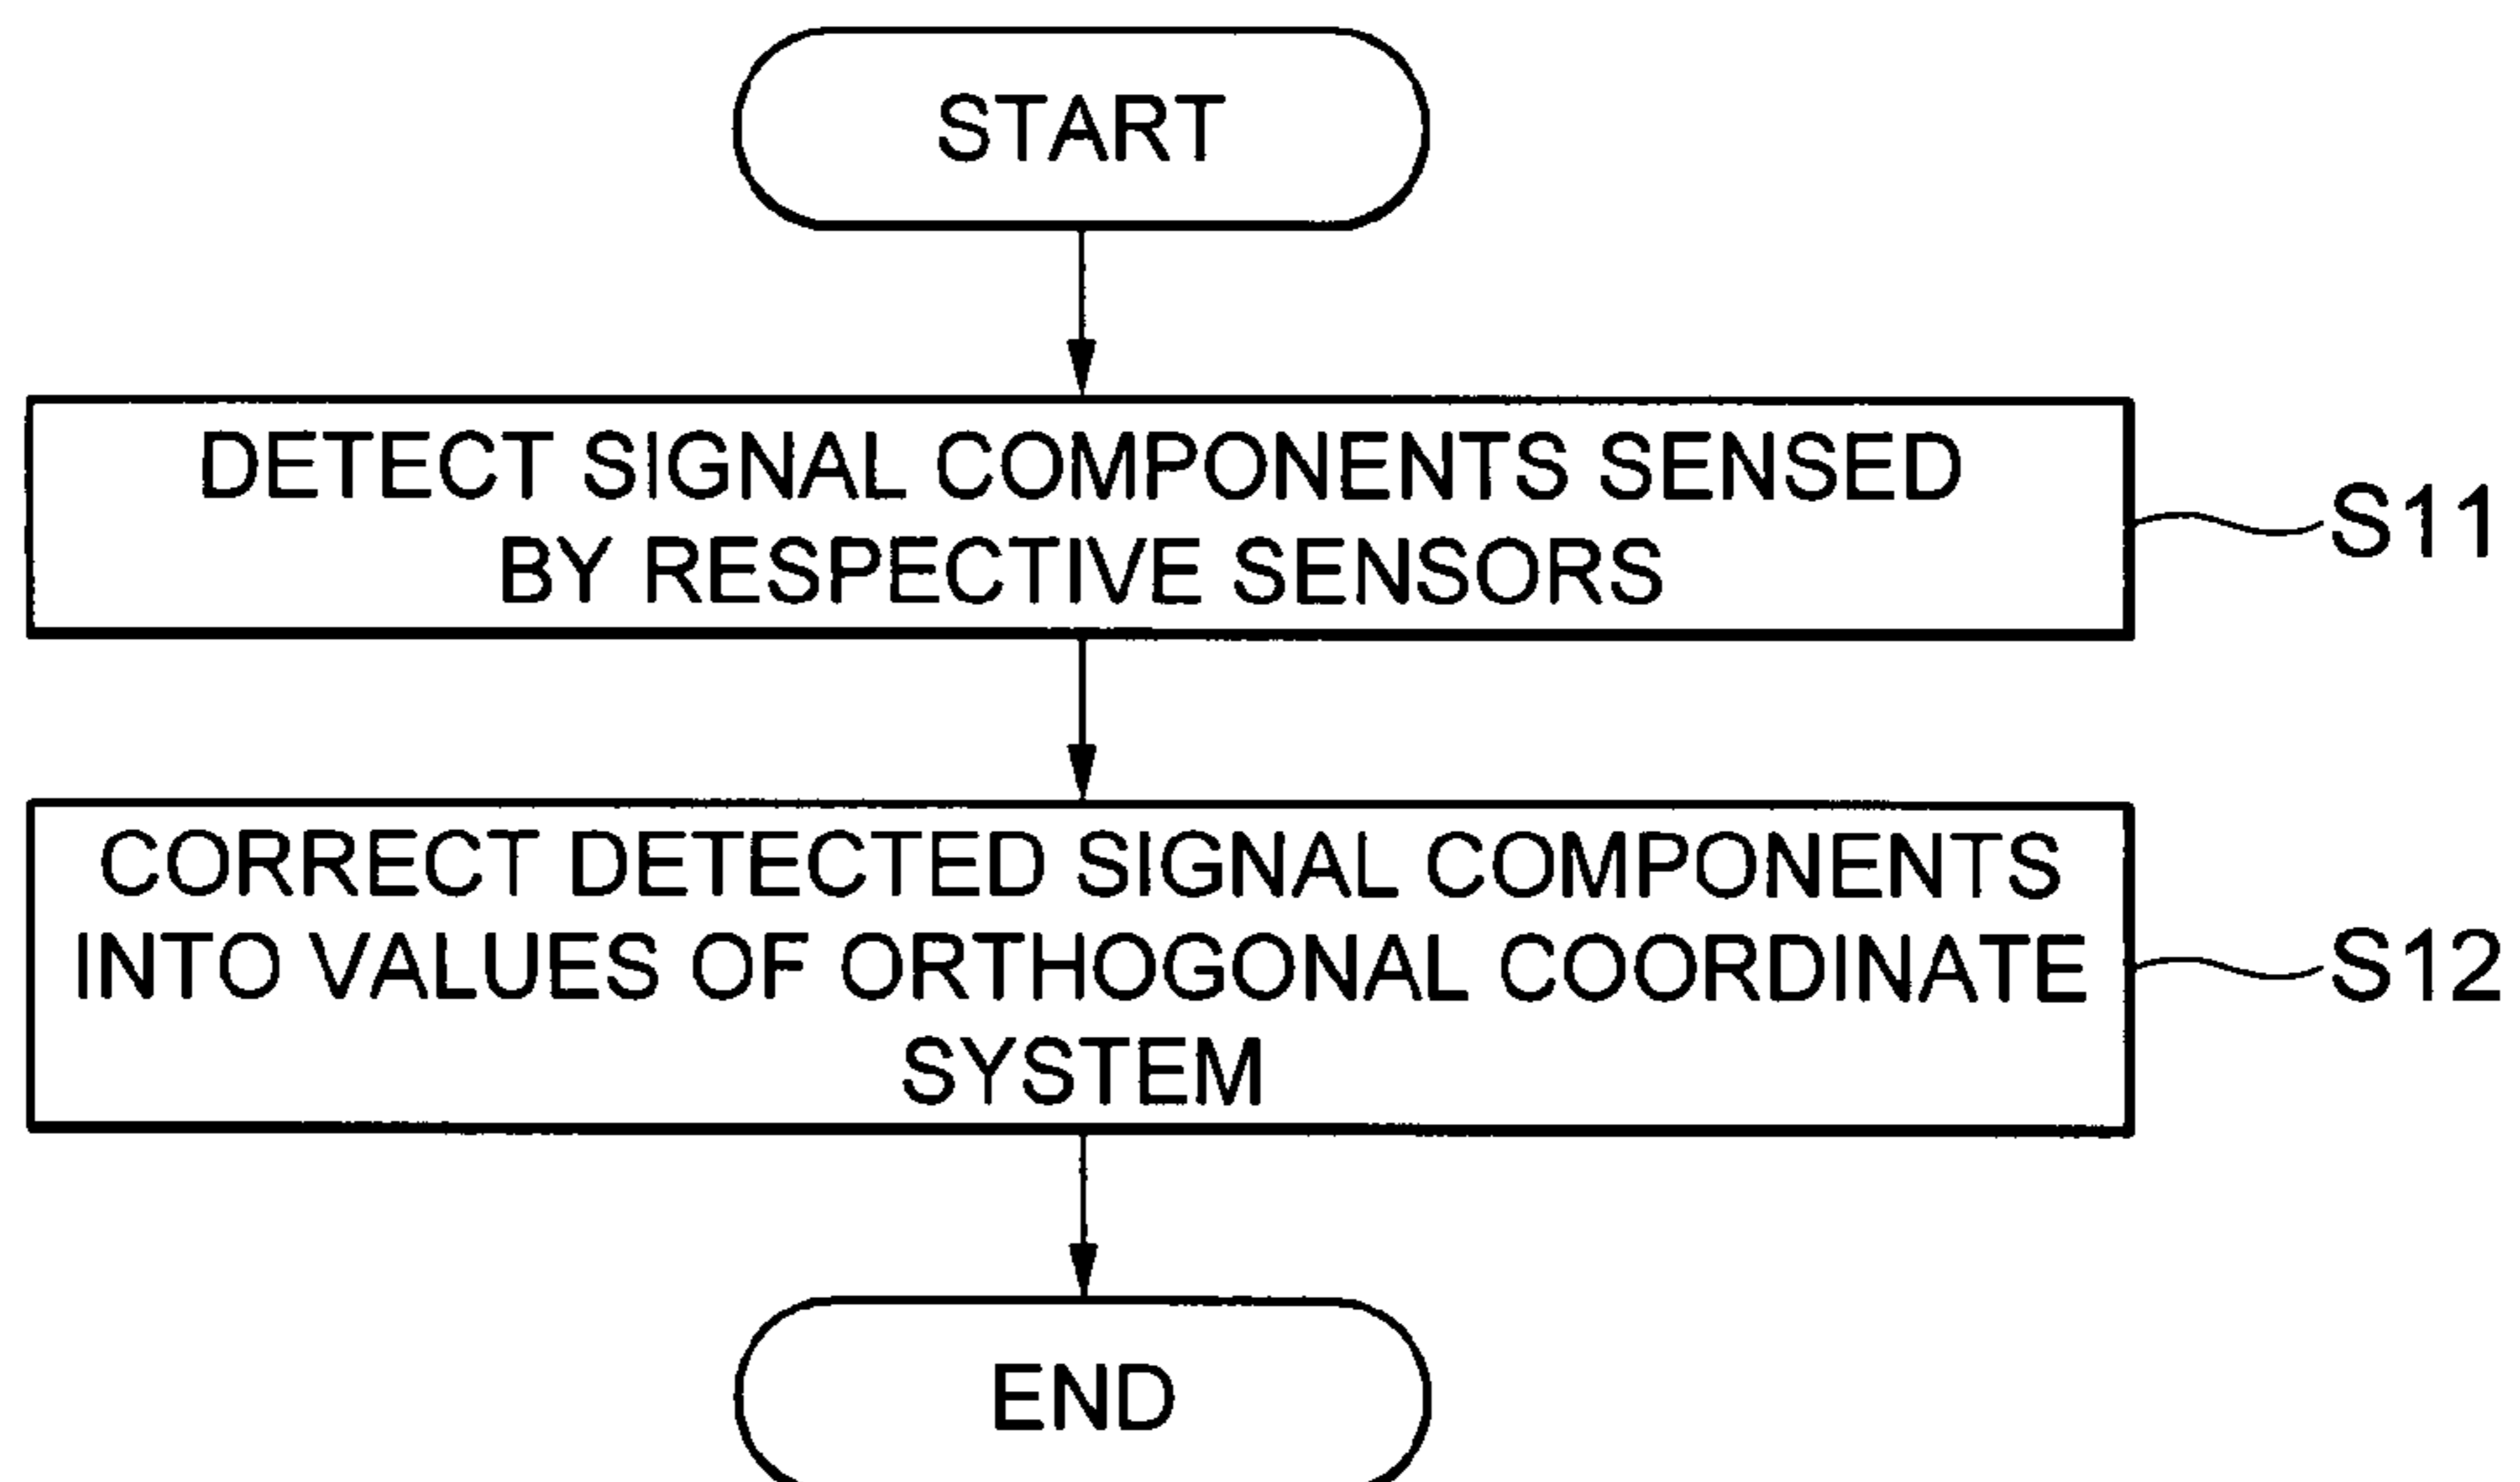 START
DETECT SIGNAL COMPONENTS SENSED
BY RESPECTIVE SENSORS
S11
CORRECT DETECTED SIGNAL COMPONENTS
INTO VALUES OF ORTHOGONAL COORDINATE
SYSTEM
S12
END